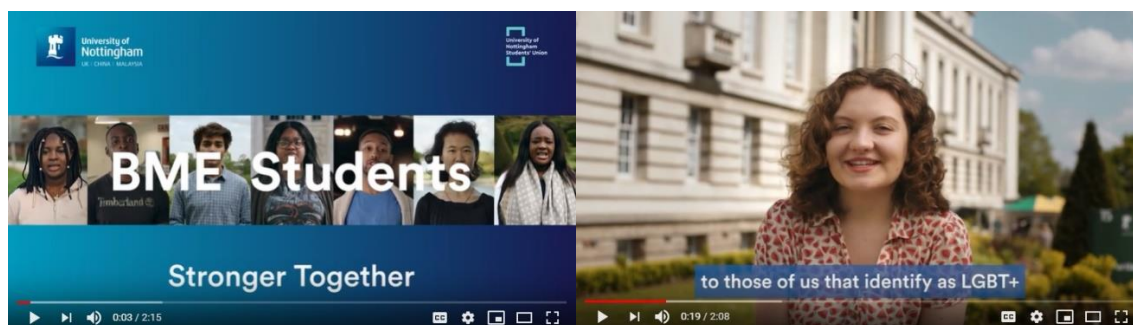 University of
Nottingham
UK | CHINA | MALAYSIA
University of
Nottingham
Students' Union
BME Students
Timberland
Stronger Together
0:03 / 2:15
CC
to those of us that identify as LGBT+
0:19 / 2:08
CC